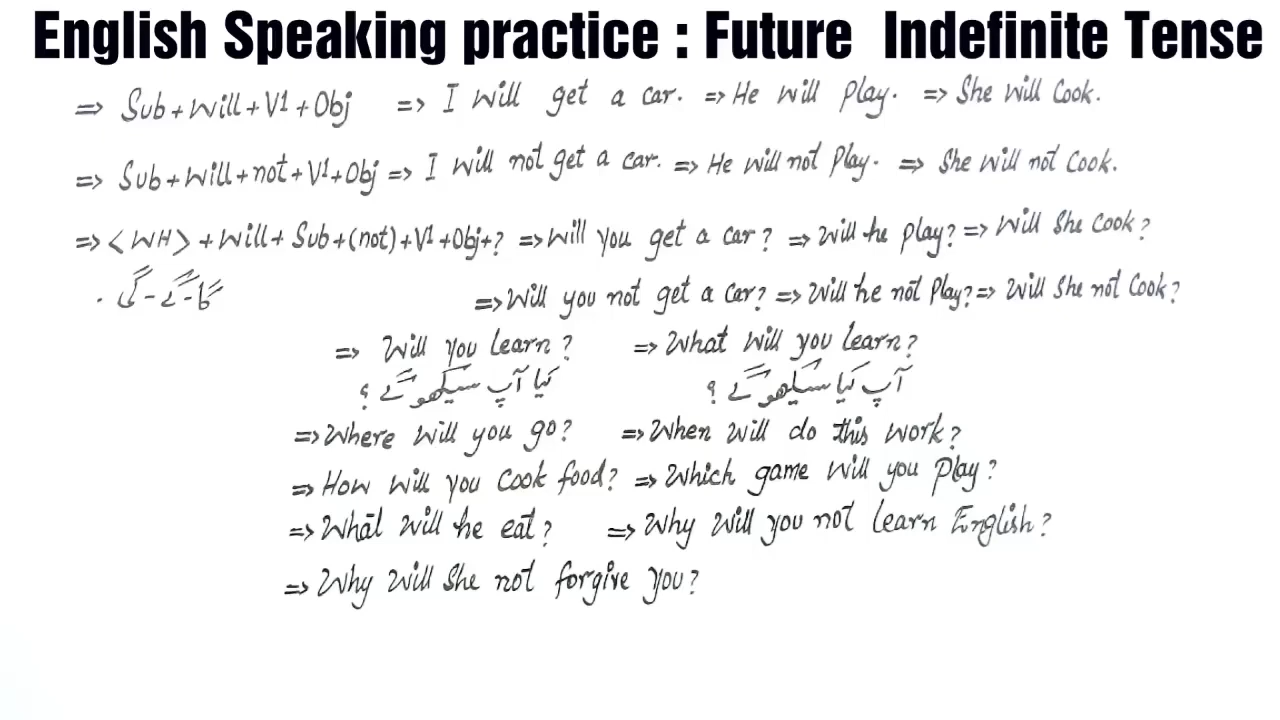 English Speaking practice : Future Indefinite Tense
⇒ Sub + Will + V1 + Obj ⇒ I will get a car. ⇒ He will Play. ⇒ She will Cook.
⇒ Sub + Will + not + V1 + Obj ⇒ I will not get a car. ⇒ He will not Play. ⇒ She will not Cook.
⇒ <WH> + Will + Sub + (not) + V1 + Obj + ? ⇒ Will you get a car? ⇒ Will he play? ⇒ Will She Cook?
گا - گے - گی . ⇒ Will you not get a Car? ⇒ Will he not Play? ⇒ Will She not Cook?
⇒ Will you learn? ⇒ What will you learn?
کیا آپ سیکھو گے ؟ آپ کیا سیکھو گے ؟
⇒ Where will you go? ⇒ When will do this work?
⇒ How will you Cook food? ⇒ Which game will you Play?
⇒ What will he eat? ⇒ Why will you not learn English?
⇒ Why will She not forgive you?